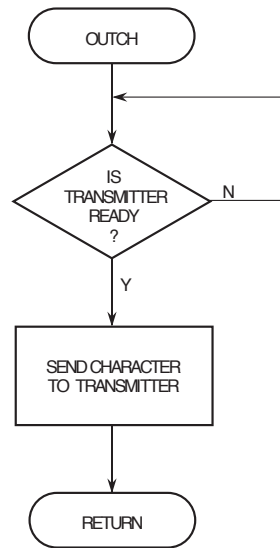 OUTCH
IS
TRANSMITTER
READY
?
N
Y
SEND CHARACTER
TO TRANSMITTER
RETURN